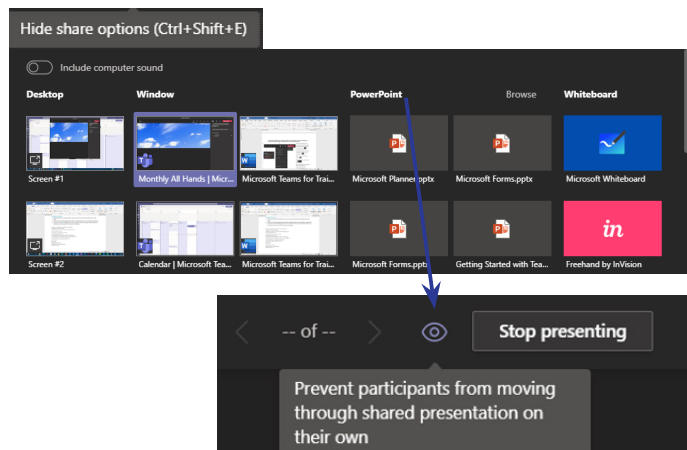 Hide share options (Ctrl+Shift+E)
Include computer sound
Desktop Window PowerPoint Browse Whiteboard
Screen #1 Monthly All Hands | Micr... Microsoft Teams for Trai... Microsoft Planner.pptx Microsoft Forms.pptx Microsoft Whiteboard
in
Screen #2 Calendar | Microsoft Tea... Microsoft Teams for Trai... Microsoft Forms.pptx Getting Started with Tea... Freehand by InVision
-- of -- Stop presenting
Prevent participants from moving
through shared presentation on
their own